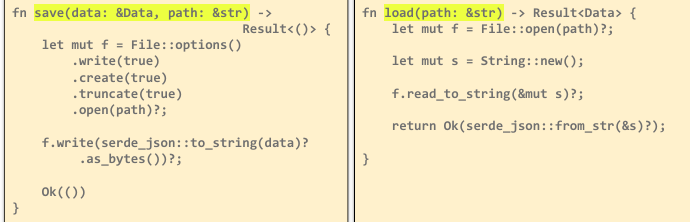 fn save(data: &Data, path: &str) ->
                              Result<()> {
    let mut f = File::options()
        .write(true)
        .create(true)
        .truncate(true)
        .open(path)?;

    f.write(serde_json::to_string(data)?
         .as_bytes())?;

    Ok(())
}
fn load(path: &str) -> Result<Data> {
    let mut f = File::open(path)?;

    let mut s = String::new();

    f.read_to_string(&mut s)?;

    return Ok(serde_json::from_str(&s)?);

}